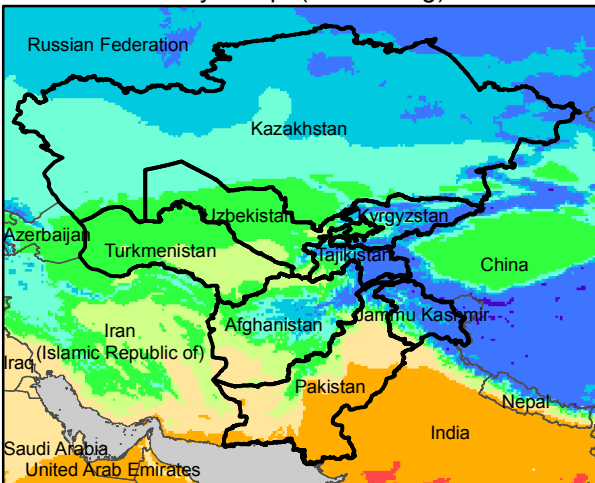 Russian Federation
Kazakhstan
Uzbekistan
Kyrgyzstan
Azerbaijan
Turkmenistan
Tajikistan
China
Iran
(Islamic Republic of)
Afghanistan
Jammu Kashmir
Iraq
Pakistan
Nepal
India
Saudi Arabia
United Arab Emirates